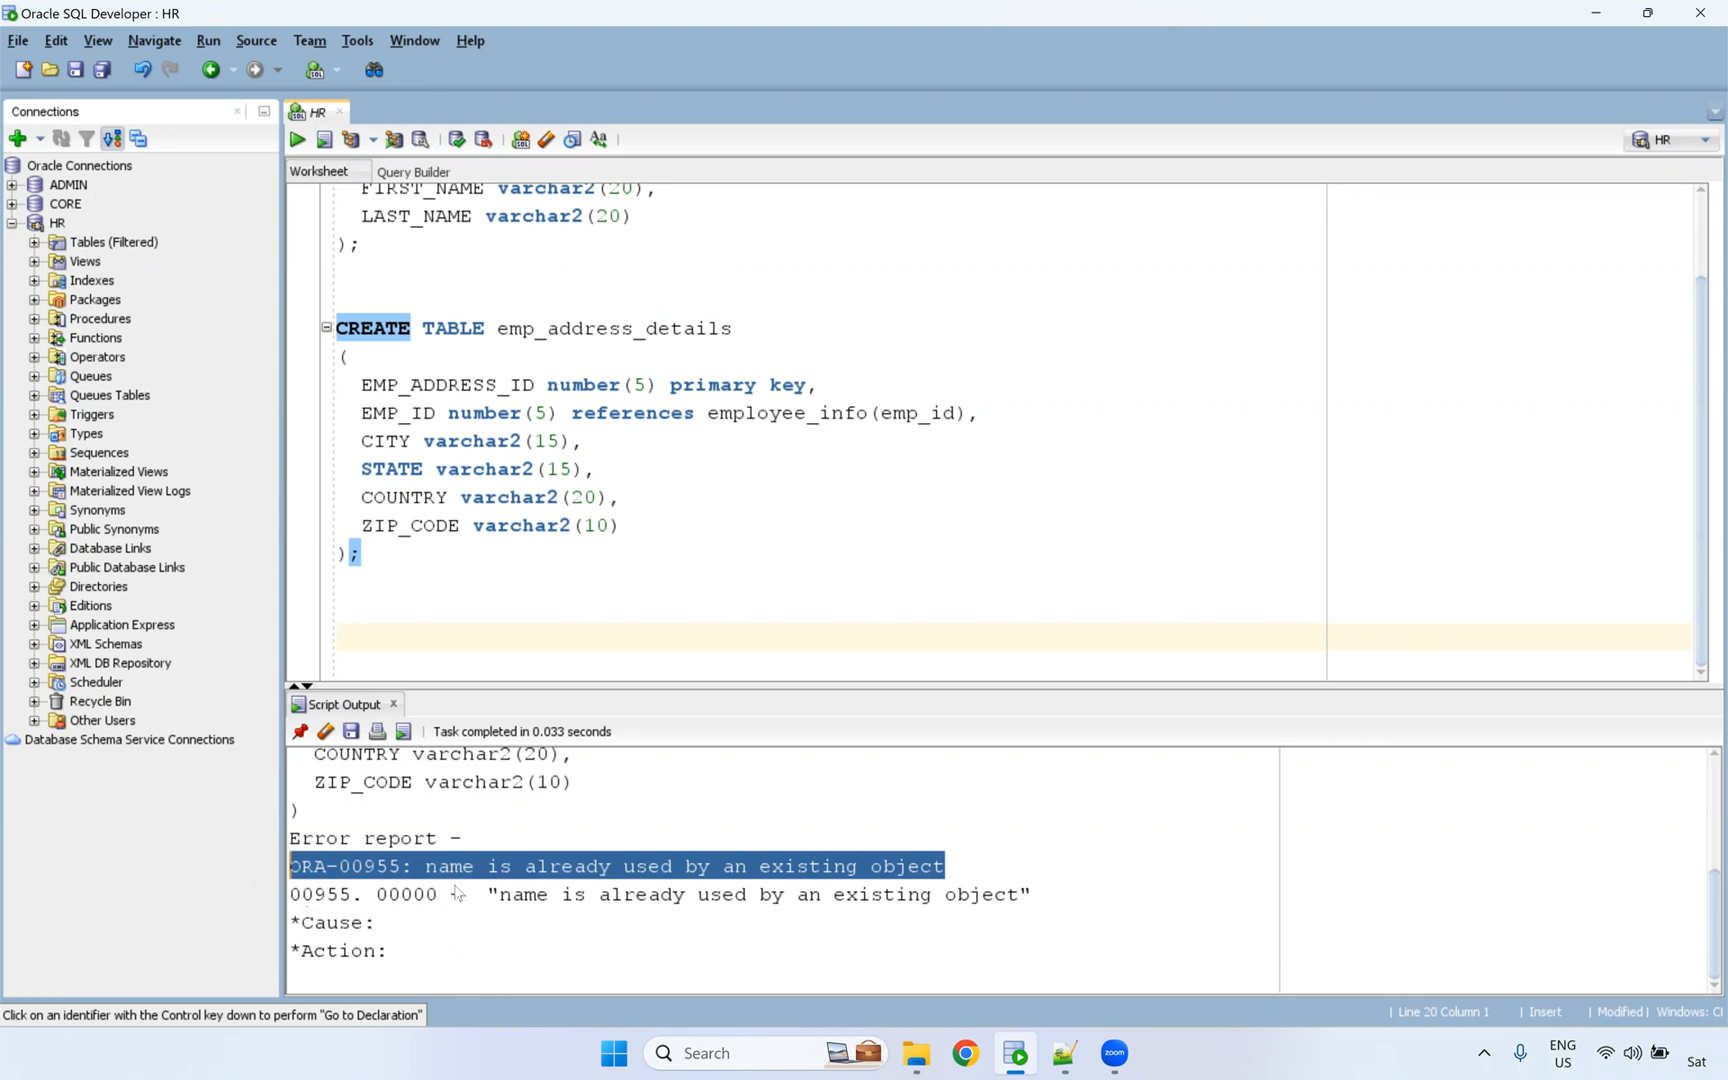 Oracle SQL Developer : HR
File Edit View Navigate Run Source Team Tools Window Help
Connections
HR
HR
Worksheet Query Builder
Oracle Connections
ADMIN
CORE
HR
Tables (Filtered)
Views
Indexes
Packages
Procedures
Functions
Operators
Queues
Queues Tables
Triggers
Types
Sequences
Materialized Views
Materialized View Logs
Synonyms
Public Synonyms
Database Links
Public Database Links
Directories
Editions
Application Express
XML Schemas
XML DB Repository
Scheduler
Recycle Bin
Other Users
Database Schema Service Connections
FIRST_NAME varchar2(20),
LAST_NAME varchar2(20)
);
CREATE TABLE emp_address_details
(
EMP_ADDRESS_ID number(5) primary key,
EMP_ID number(5) references employee_info(emp_id),
CITY varchar2(15),
STATE varchar2(15),
COUNTRY varchar2(20),
ZIP_CODE varchar2(10)
);
Script Output
Task completed in 0.033 seconds
COUNTRY varchar2(20),
ZIP_CODE varchar2(10)
)
Error report -
ORA-00955: name is already used by an existing object
00955. 00000 - "name is already used by an existing object"
*Cause:
*Action:
Click on an identifier with the Control key down to perform "Go to Declaration"
Line 20 Column 1 | Insert | Modified | Windows: Cl
Search
zoom
ENG
US
Sat